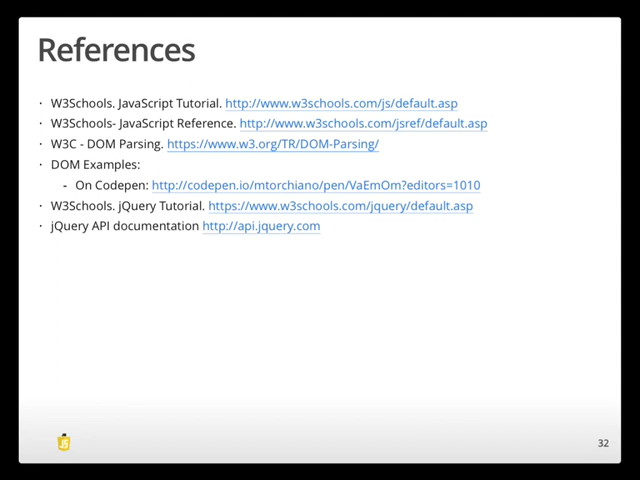 References
· W3Schools. JavaScript Tutorial. http://www.w3schools.com/js/default.asp
· W3Schools- JavaScript Reference. http://www.w3schools.com/jsref/default.asp
· W3C - DOM Parsing. https://www.w3.org/TR/DOM-Parsing/
· DOM Examples:
- On Codepen: http://codepen.io/mtorchiano/pen/VaEmOm?editors=1010
· W3Schools. jQuery Tutorial. https://www.w3schools.com/jquery/default.asp
· jQuery API documentation http://api.jquery.com
JS
32